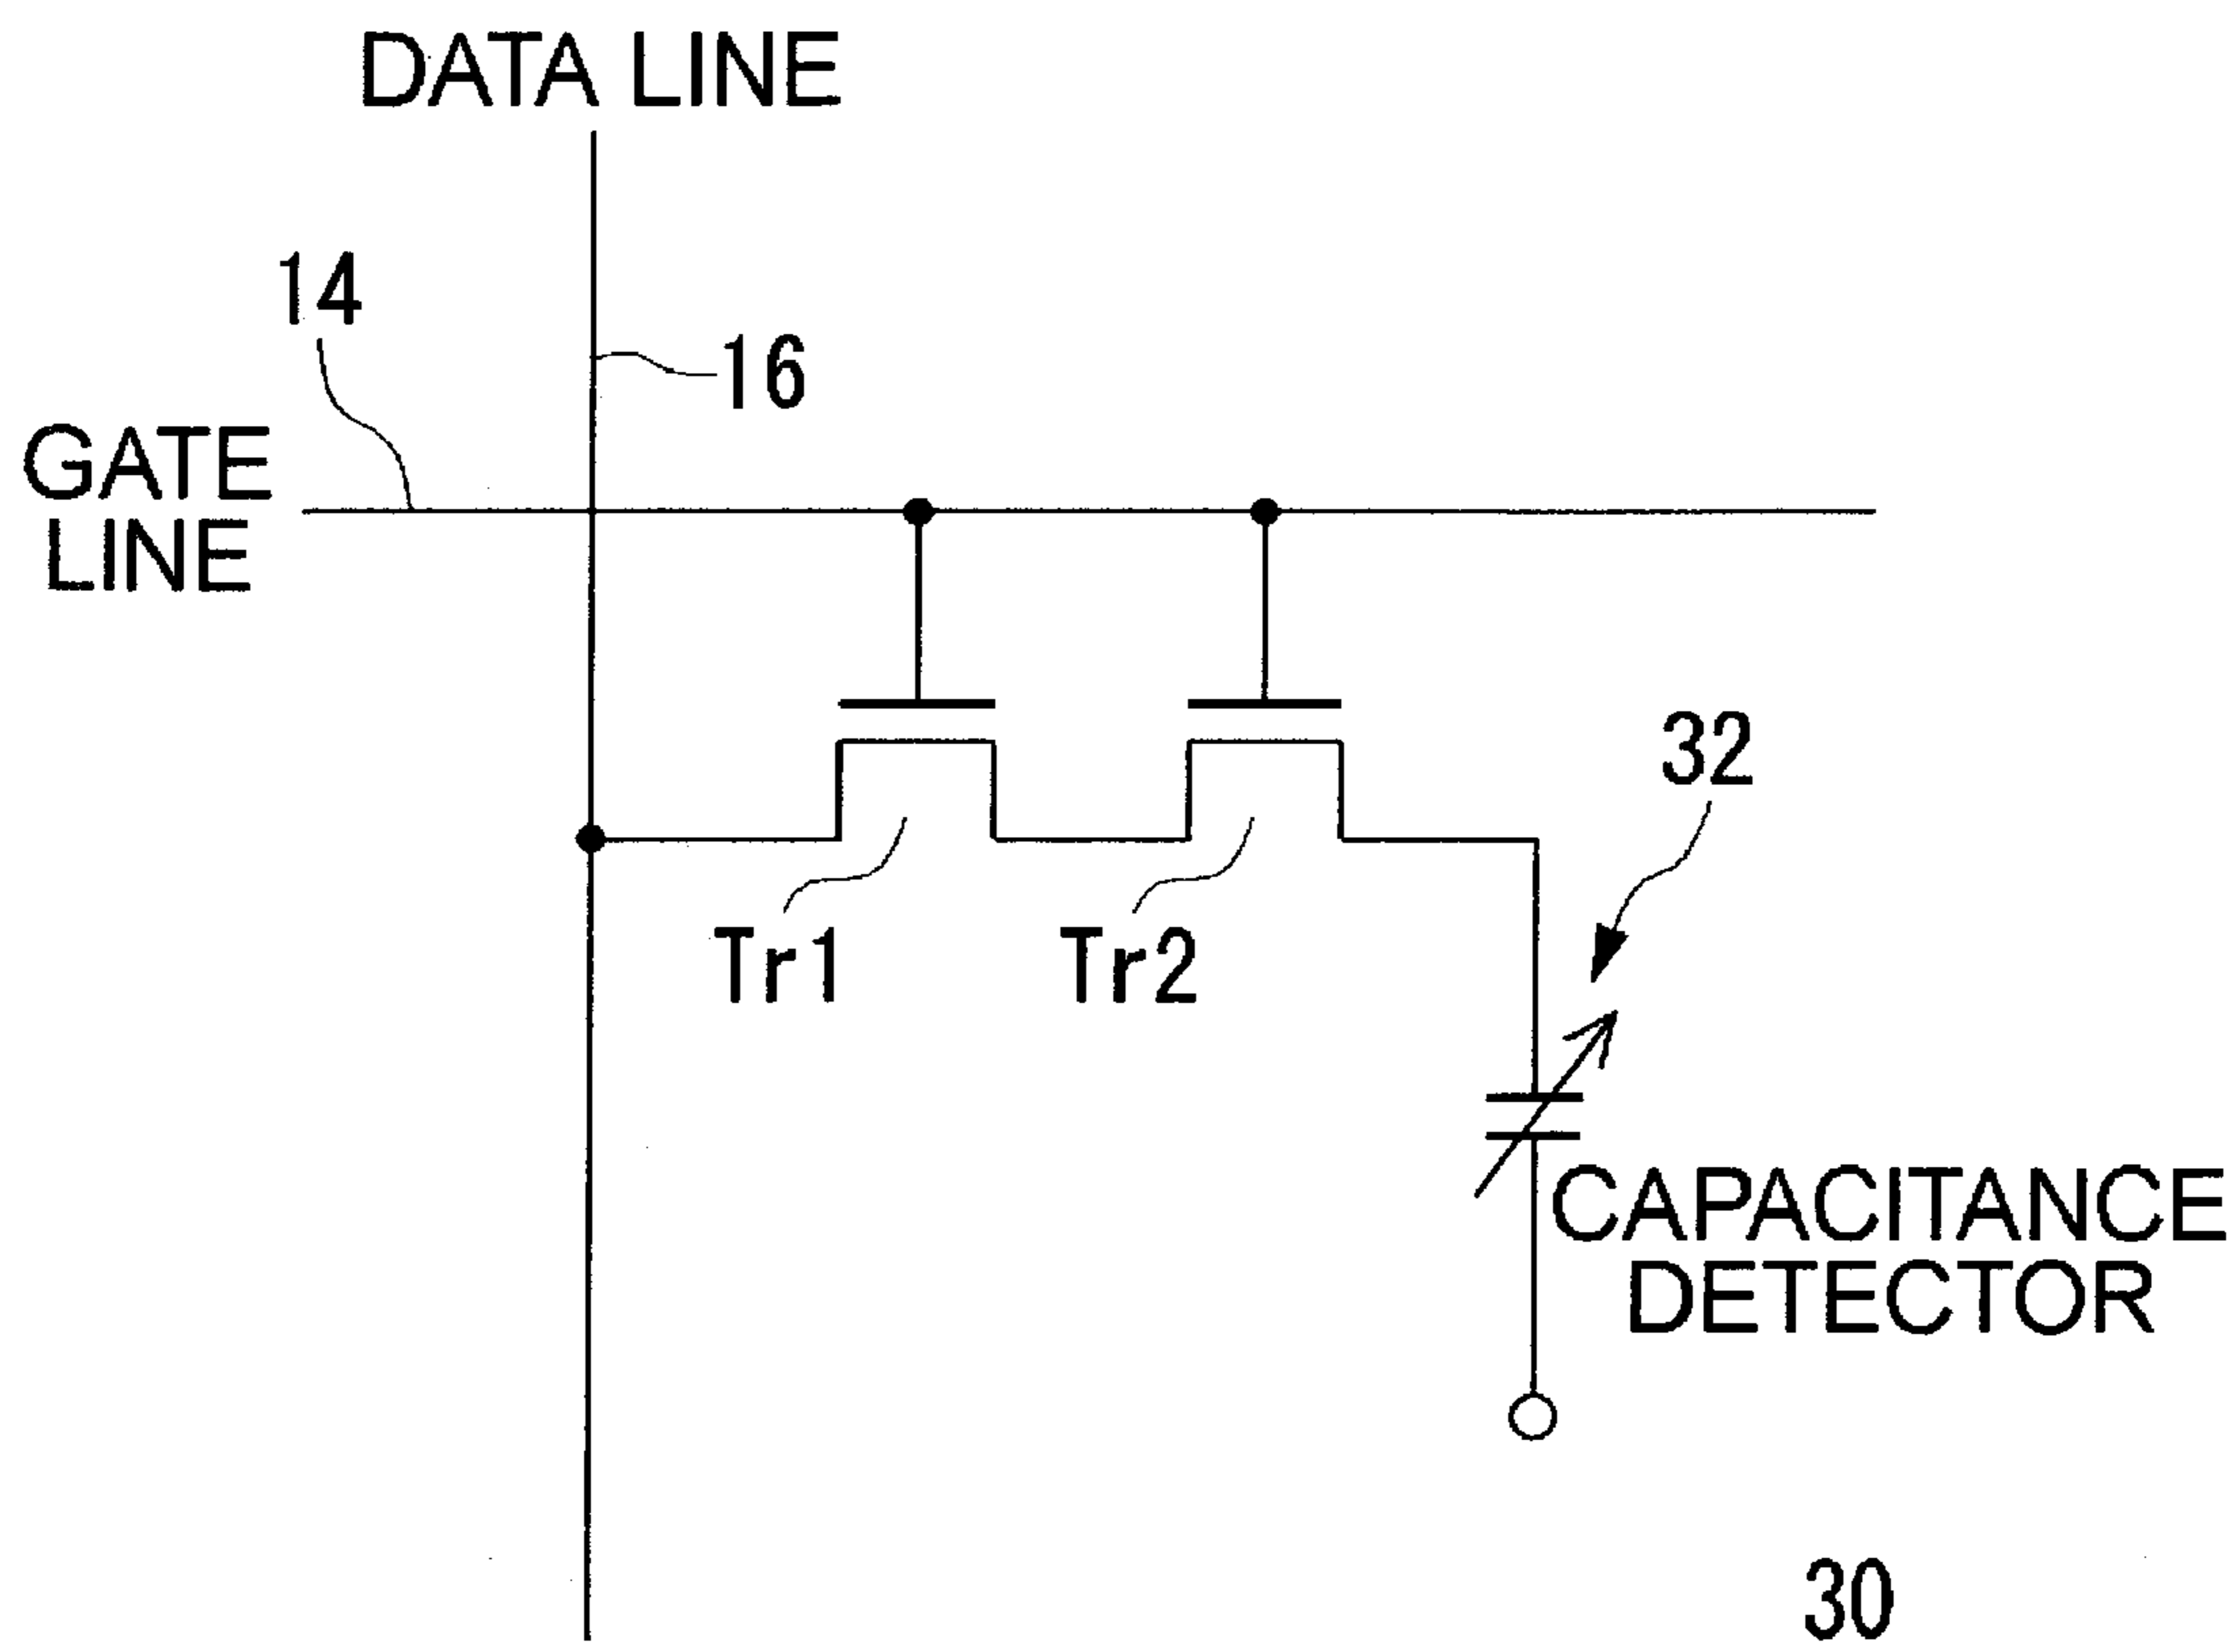 DATA LINE
14
16
GATE
LINE
32
Tr1
Tr2
CAPACITANCE
DETECTOR
30